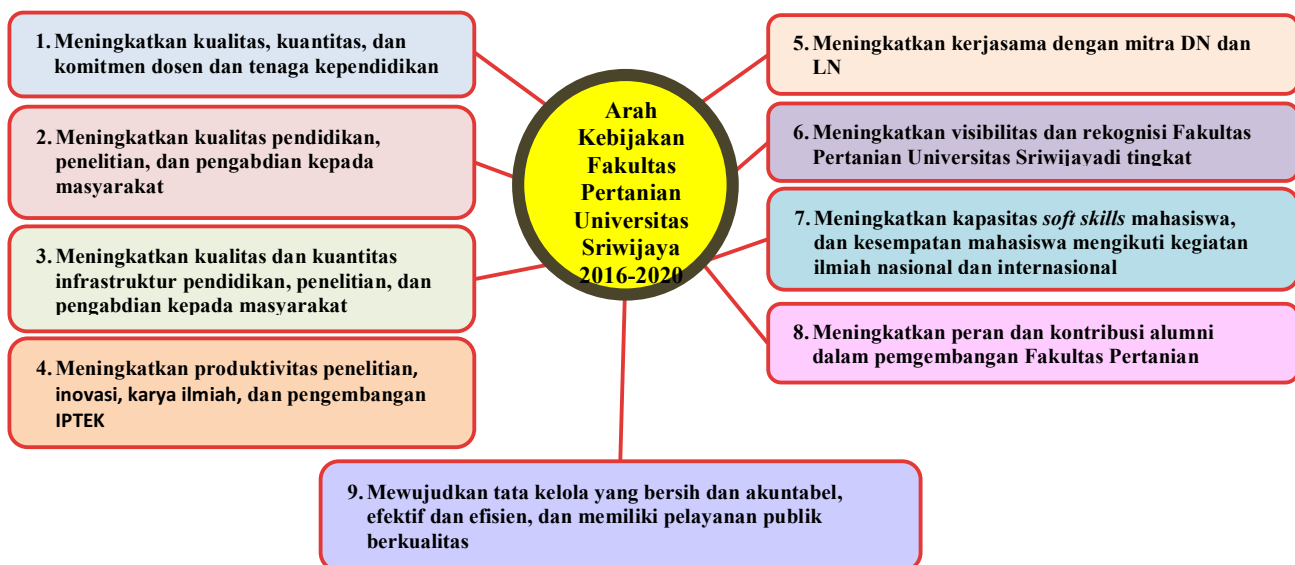 1. Meningkatkan kualitas, kuantitas, dan
komitmen dosen dan tenaga kependidikan
2. Meningkatkan kualitas pendidikan,
penelitian, dan pengabdian kepada
masyarakat
3. Meningkatkan kualitas dan kuantitas
infrastruktur pendidikan, penelitian, dan
pengabdian kepada masyarakat
4. Meningkatkan produktivitas penelitian,
inovasi, karya ilmiah, dan pengembangan
IPTEK
Arah
Kebijakan
Fakultas
Pertanian
Universitas
Sriwijaya
2016-2020
5. Meningkatkan kerjasama dengan mitra DN dan
LN
6. Meningkatkan visibilitas dan rekognisi Fakultas
Pertanian Universitas Sriwijayadi tingkat
7. Meningkatkan kapasitas soft skills mahasiswa,
dan kesempatan mahasiswa mengikuti kegiatan
ilmiah nasional dan internasional
8. Meningkatkan peran dan kontribusi alumni
dalam pemgembangan Fakultas Pertanian
9. Mewujudkan tata kelola yang bersih dan akuntabel,
efektif dan efisien, dan memiliki pelayanan publik
berkualitas